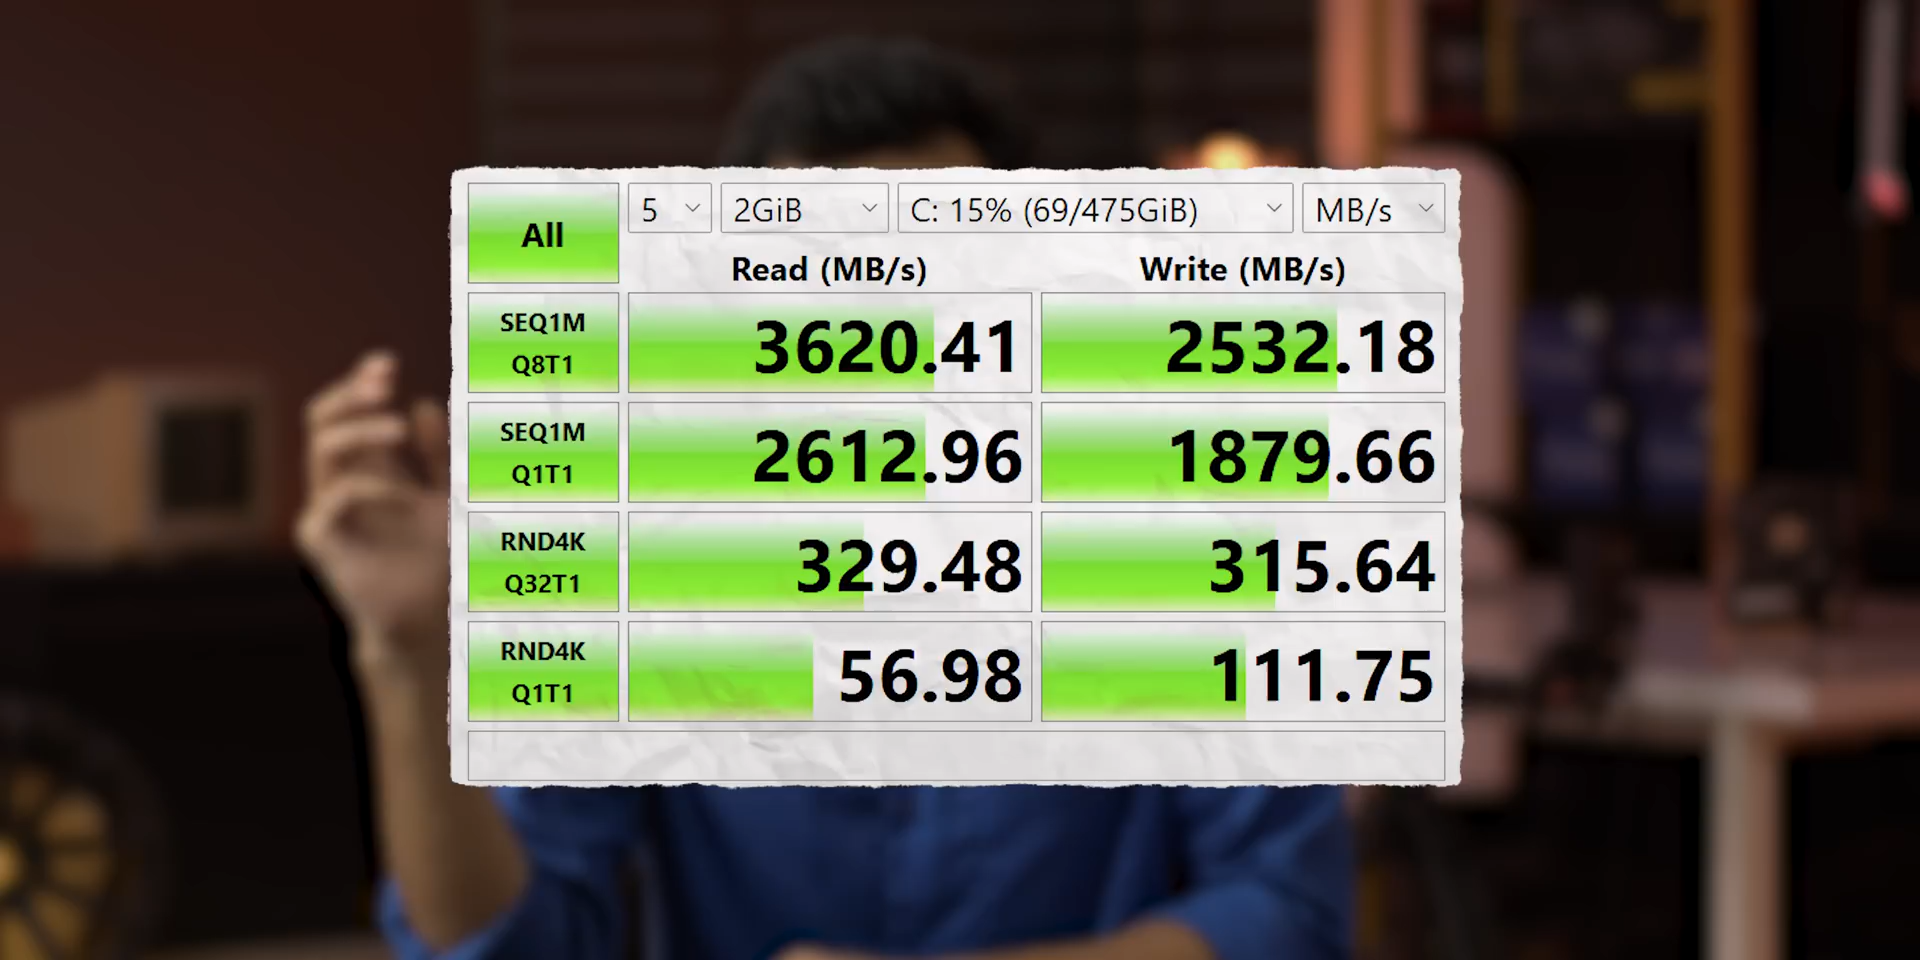 All 5 2GiB C: 15% (69/475GiB) MB/s
Read (MB/s) Write (MB/s)
SEQ1M
Q8T1 3620.41 2532.18
SEQ1M
Q1T1 2612.96 1879.66
RND4K
Q32T1 329.48 315.64
RND4K
Q1T1 56.98 111.75